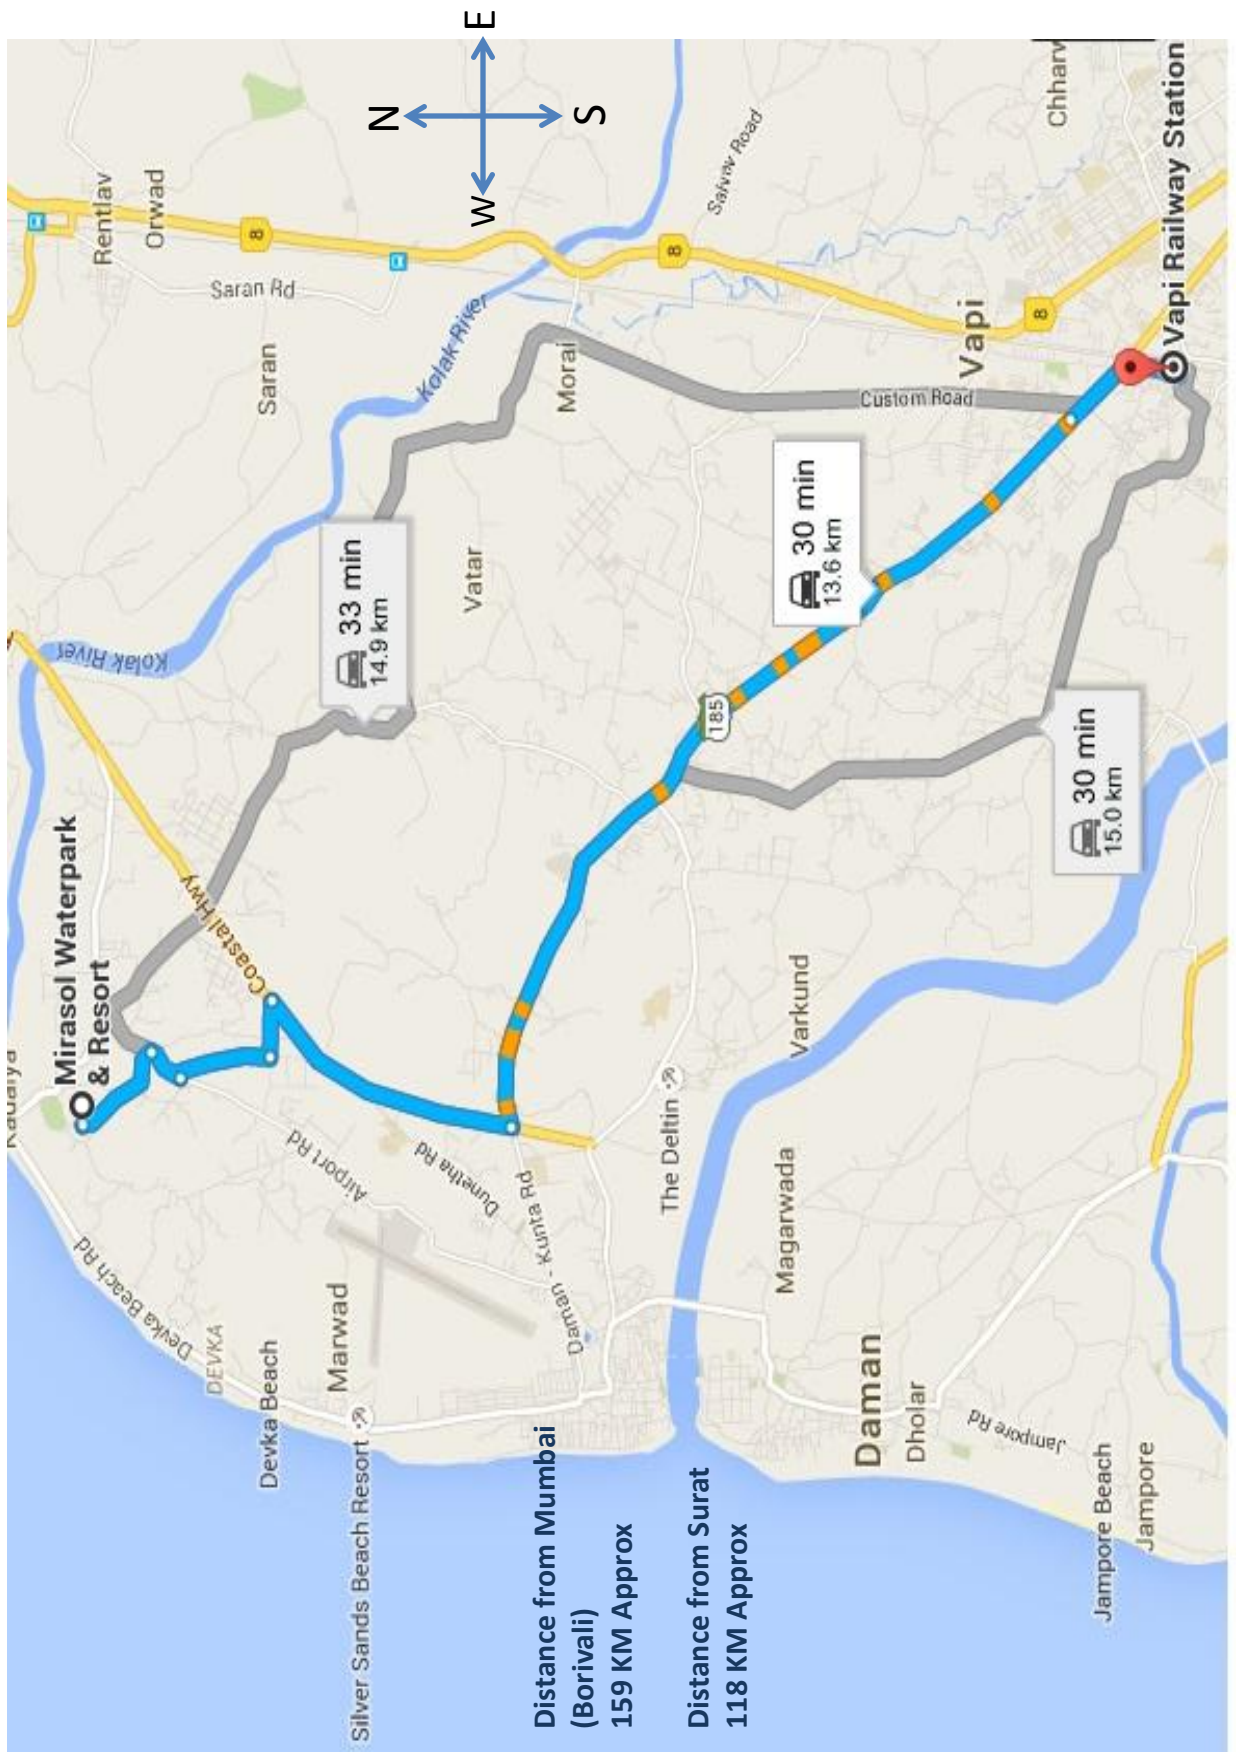 Mirasol Waterpark
& Resort
Rentlav
Orwad
8
Saran Rd
Saran
Kolak River
Kolak River
N
W
E
S
Salvav Road
8
Morai
Vatar
33 min
14.9 km
Coastal Hwy
Airport Rd
Dunetha Rd
Devka Beach Rd
DEVKA
Devka Beach
Marwad
Silver Sands Beach Resort
Daman - Kunta Rd
The Deltin
185
30 min
13.6 km
Custom Road
Vapi
8
Vapi Railway Station
30 min
15.0 km
Varkund
Magarwada
Daman
Dholar
Jampore Rd
Jampore Beach
Jampore
Distance from Mumbai
(Borivali)
159 KM Approx
Distance from Surat
118 KM Approx